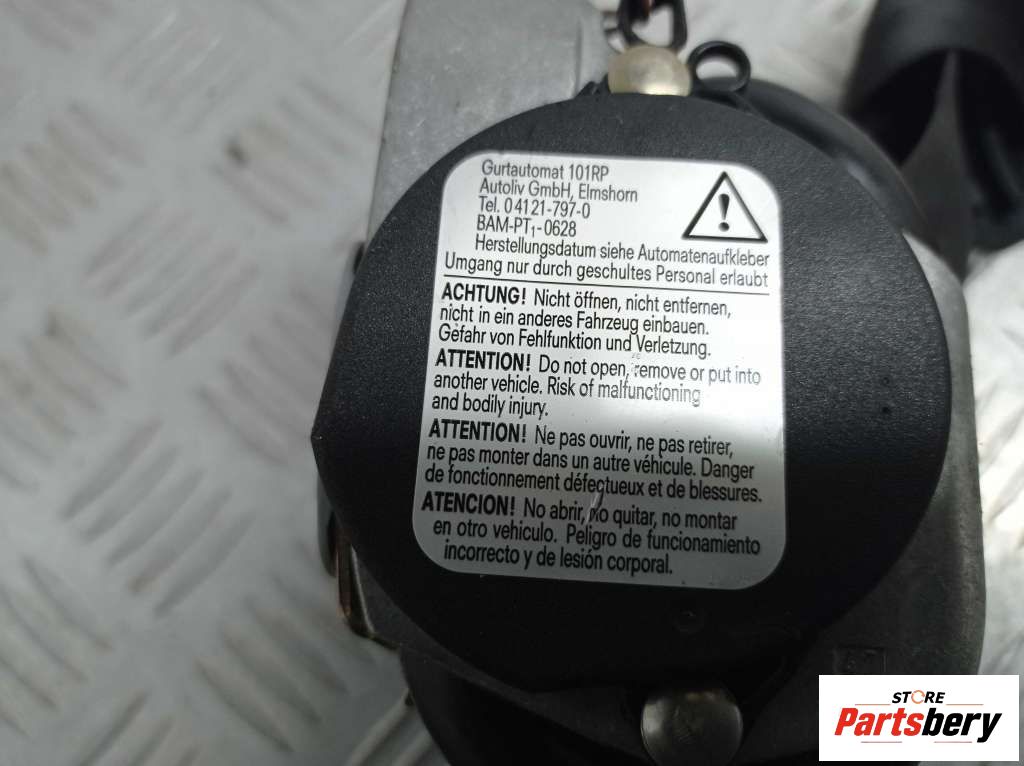 Gurtautomat 101RP
Autoliv GmbH, Elmshorn
Tel. 0 4121-797-0
BAM-PT₁-0628
Herstellungsdatum siehe Automatenaufkleber
Umgang nur durch geschultes Personal erlaubt
ACHTUNG! Nicht öffnen, nicht entfernen,
nicht in ein anderes Fahrzeug einbauen.
Gefahr von Fehlfunktion und Verletzung.
ATTENTION! Do not open, remove or put into
another vehicle. Risk of malfunctioning
and bodily injury.
ATTENTION! Ne pas ouvrir, ne pas retirer,
ne pas monter dans un autre véhicule. Danger
de fonctionnement défectueux et de blessures.
ATENCION! No abrir, no quitar, no montar
en otro vehiculo. Peligro de funcionamiento
incorrecto y de lesión corporal.
STORE
Partsbery